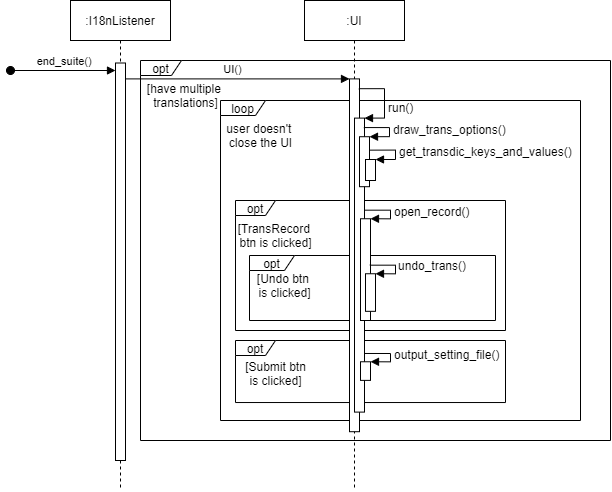 :I18nListener
:UI
end_suite()
opt
UI()
[have multiple
translations]
loop
run()
user doesn't
close the UI
draw_trans_options()
get_transdic_keys_and_values()
opt
open_record()
[TransRecord
btn is clicked]
opt
undo_trans()
[Undo btn
is clicked]
opt
output_setting_file()
[Submit btn
is clicked]